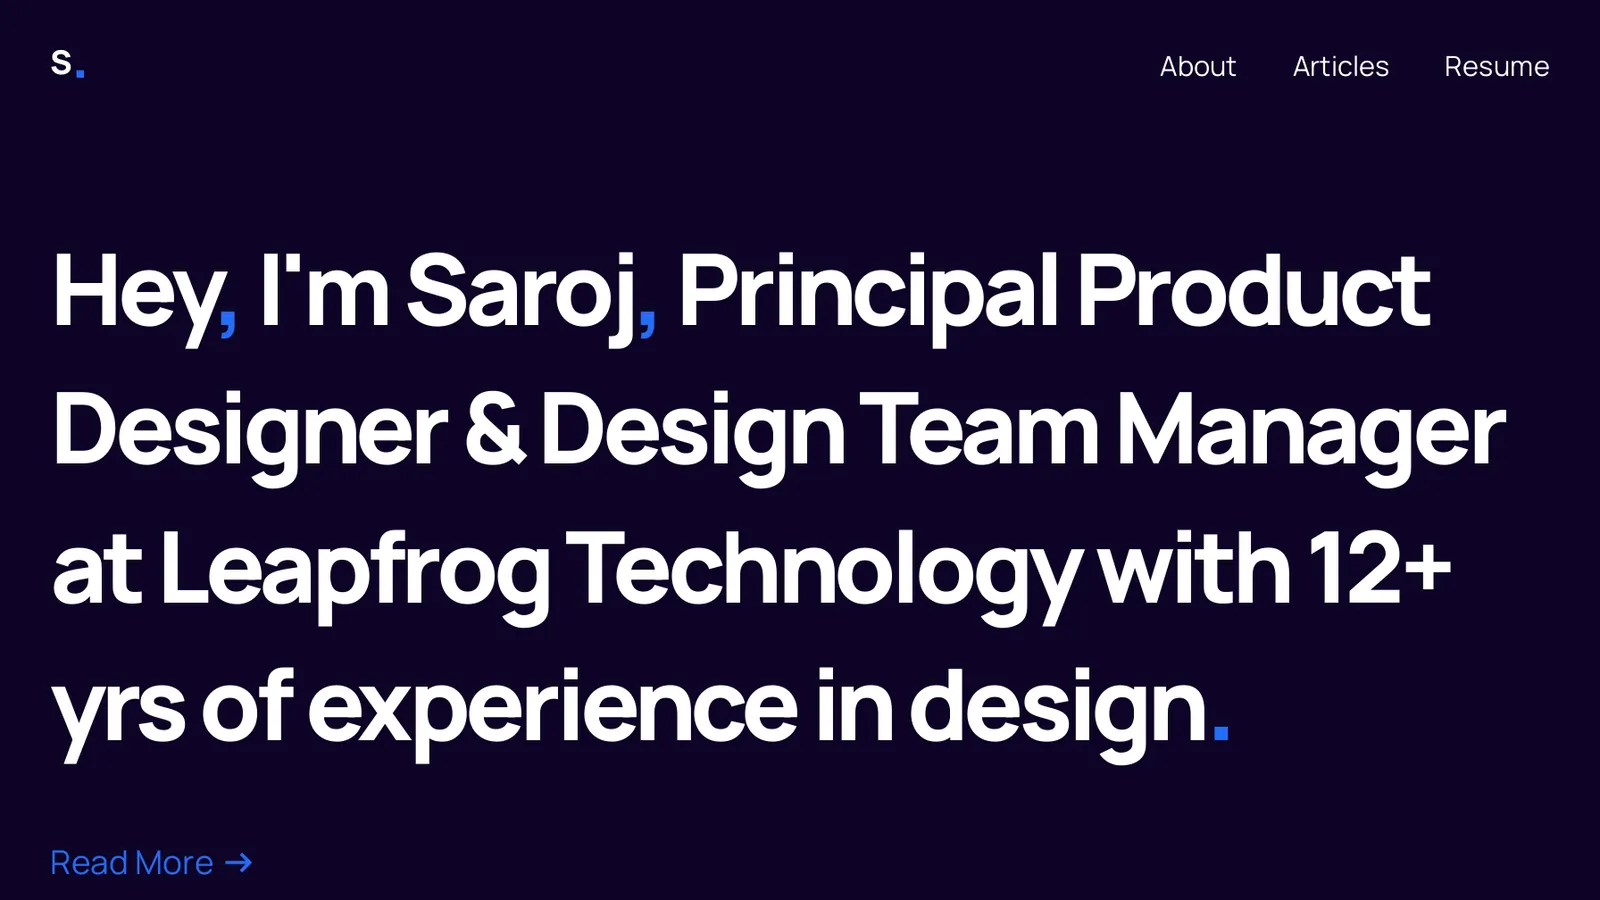 s.
About Articles Resume
Hey, I'm Saroj, Principal Product
Designer & Design Team Manager
at Leapfrog Technology with 12+
yrs of experience in design.
Read More →